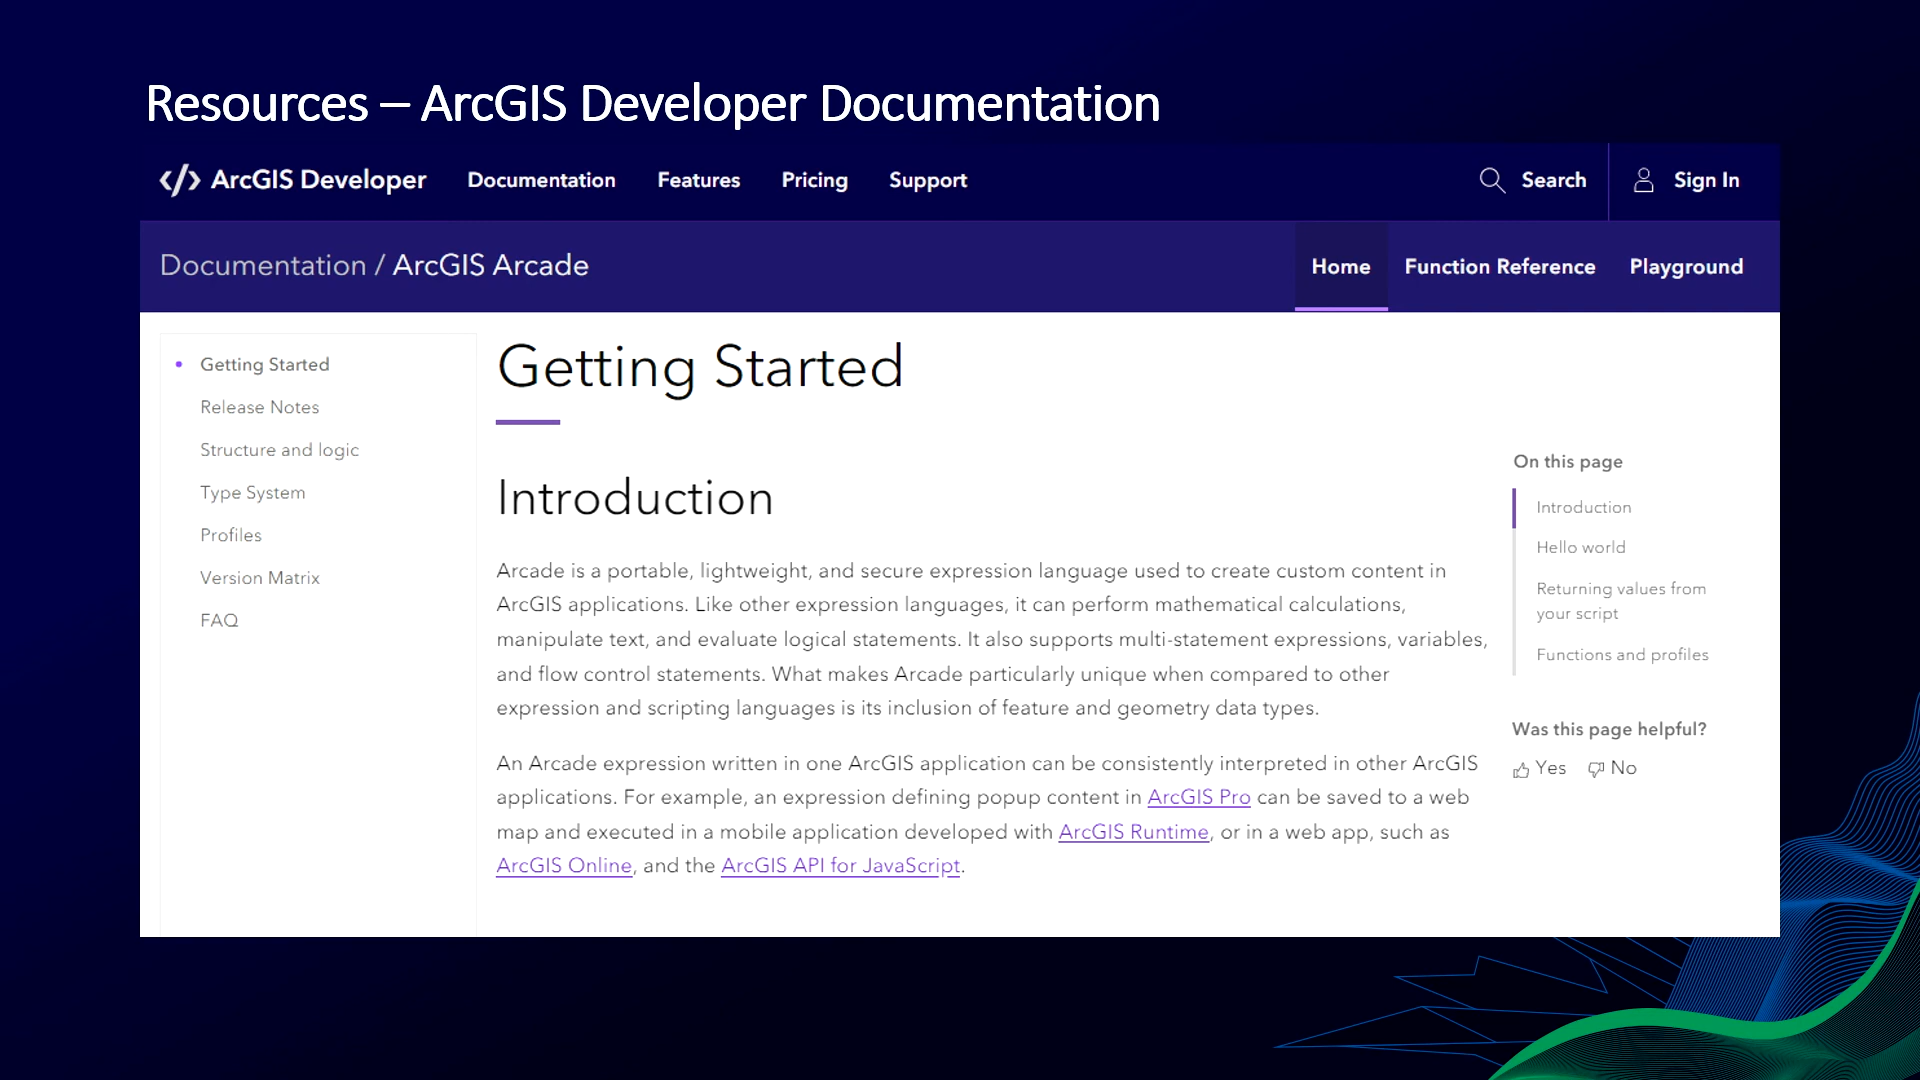 Resources – ArcGIS Developer Documentation
</> ArcGIS Developer Documentation Features Pricing Support Search Sign In
Documentation / ArcGIS Arcade Home Function Reference Playground
Getting Started
Release Notes
Structure and logic
Type System
Profiles
Version Matrix
FAQ
Getting Started
Introduction
Arcade is a portable, lightweight, and secure expression language used to create custom content in
ArcGIS applications. Like other expression languages, it can perform mathematical calculations,
manipulate text, and evaluate logical statements. It also supports multi-statement expressions, variables,
and flow control statements. What makes Arcade particularly unique when compared to other
expression and scripting languages is its inclusion of feature and geometry data types.
An Arcade expression written in one ArcGIS application can be consistently interpreted in other ArcGIS
applications. For example, an expression defining popup content in ArcGIS Pro can be saved to a web
map and executed in a mobile application developed with ArcGIS Runtime, or in a web app, such as
ArcGIS Online, and the ArcGIS API for JavaScript.
On this page
Introduction
Hello world
Returning values from
your script
Functions and profiles
Was this page helpful?
Yes No